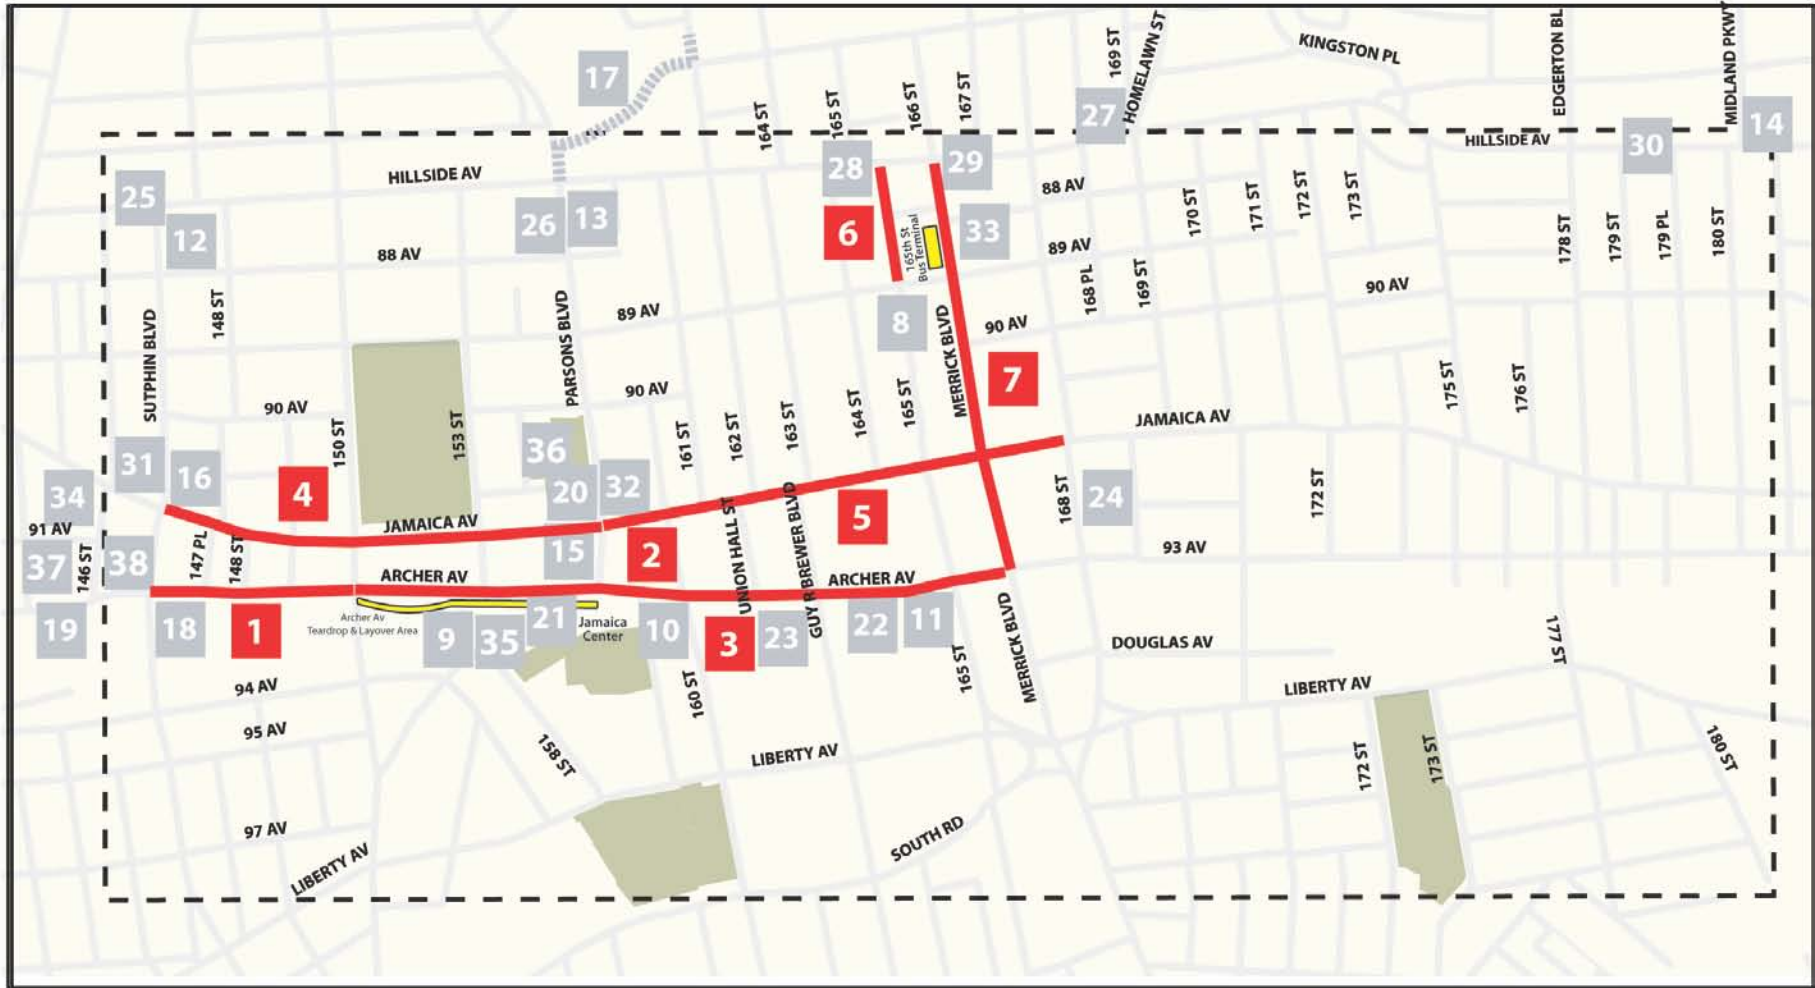 17
164 ST
165 ST
166 ST
167 ST
169 ST
HOMELAWN ST
KINGSTON PL
EDGERTON BL
MIDLAND PKWY
27
14
HILLSIDE AV
30
25
12
HILLSIDE AV
26
13
28
29
6
165th St
Bus Terminal
33
88 AV
88 AV
89 AV
170 ST
171 ST
172 ST
173 ST
178 ST
179 ST
179 PL
180 ST
148 ST
SUTPHIN BLVD
PARSONS BLVD
89 AV
8
MERRICK BLVD
90 AV
168 PL
169 ST
90 AV
7
90 AV
90 AV
150 ST
153 ST
161 ST
162 ST
163 ST
164 ST
165 ST
JAMAICA AV
175 ST
176 ST
31
16
34
4
36
20
32
5
168 ST
24
172 ST
91 AV
JAMAICA AV
37
146 ST
38
147 PL
148 ST
15
2
UNION HALL ST
GUY R BREWER BLVD
93 AV
ARCHER AV
ARCHER AV
19
18
1
Archer Av
Teardrop & Layover Area
9
35
21
Jamaica
Center
10
3
23
22
11
165 ST
MERRICK BLVD
DOUGLAS AV
177 ST
94 AV
160 ST
LIBERTY AV
95 AV
158 ST
LIBERTY AV
172 ST
173 ST
180 ST
97 AV
LIBERTY AV
SOUTH RD